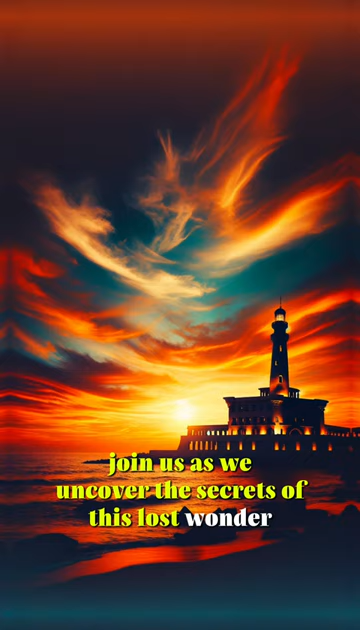 join us as we
uncover the secrets of
this lost wonder